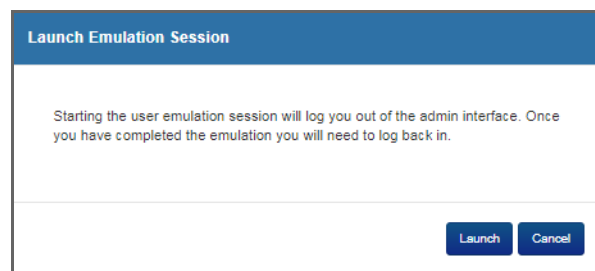 Launch Emulation Session
Starting the user emulation session will log you out of the admin interface. Once
you have completed the emulation you will need to log back in.
Launch Cancel